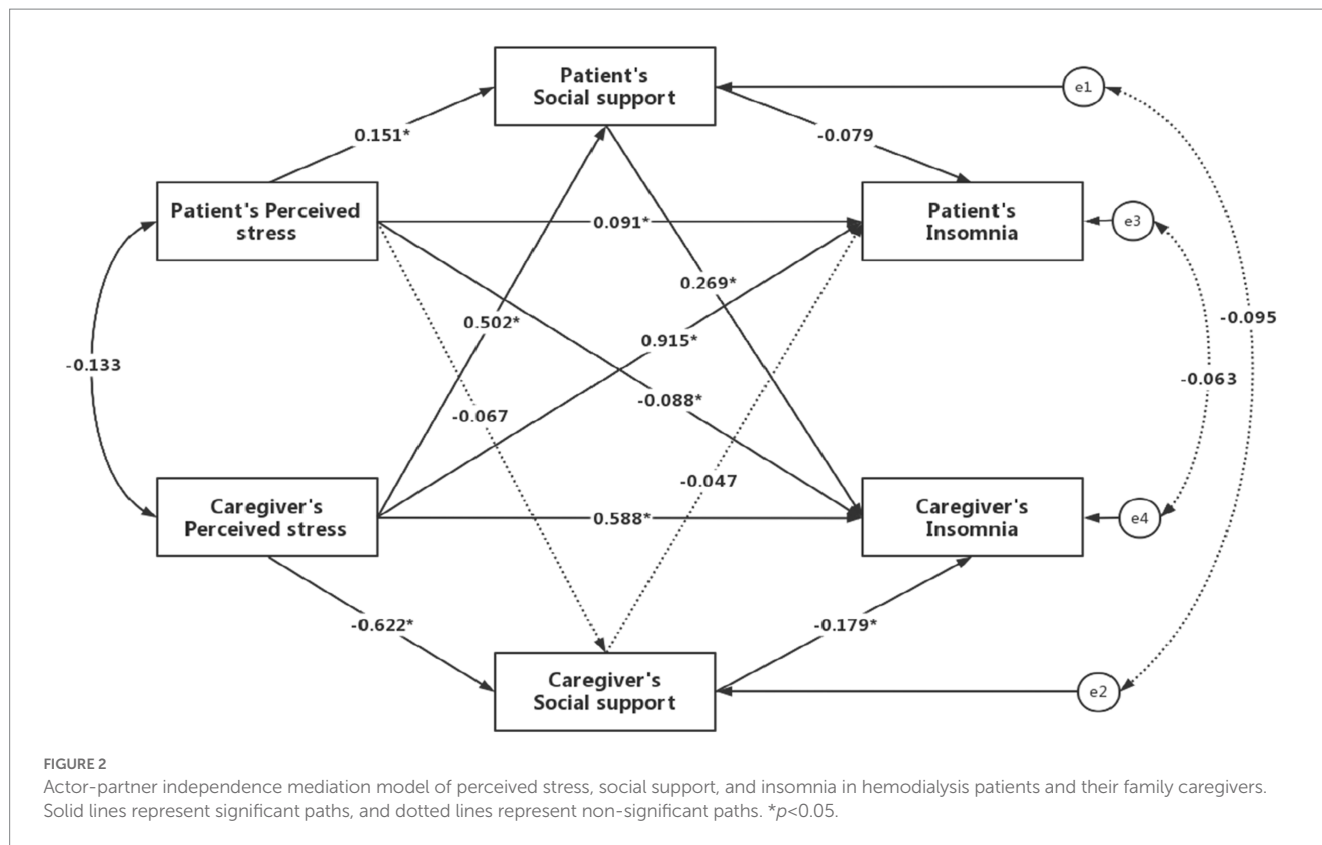 Patient's
Social support
e1
0.151*
-0.079
Patient's Perceived
stress
0.091*
Patient's
Insomnia
e3
0.269*
0.502*
-0.095
0.915*
-0.133
-0.063
-0.088*
-0.067
-0.047
Caregiver's
Perceived stress
0.588*
Caregiver's
Insomnia
e4
-0.622*
-0.179*
Caregiver's
Social support
e2
FIGURE 2
Actor-partner independence mediation model of perceived stress, social support, and insomnia in hemodialysis patients and their family caregivers.
Solid lines represent significant paths, and dotted lines represent non-significant paths. *p<0.05.